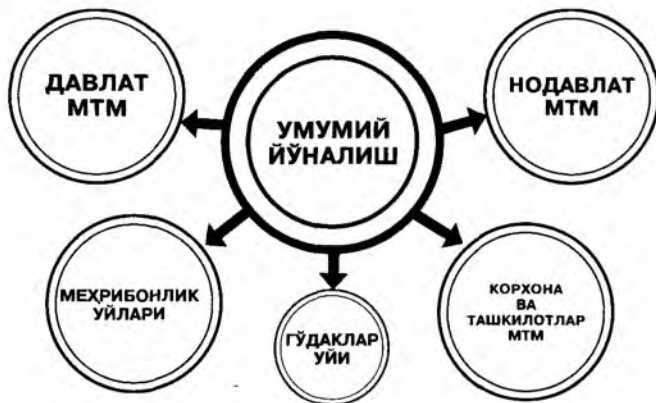 ДАВЛАТ
МТМ
УМУМИЙ
ЙЎНАЛИШ
НОДАВЛАТ
МТМ
МЕҲРИБОНЛИК
УЙЛАРИ
ГЎДАКЛАР
УЙИ
КОРХОНА
ВА
ТАШКИЛОТЛАР
МТМ